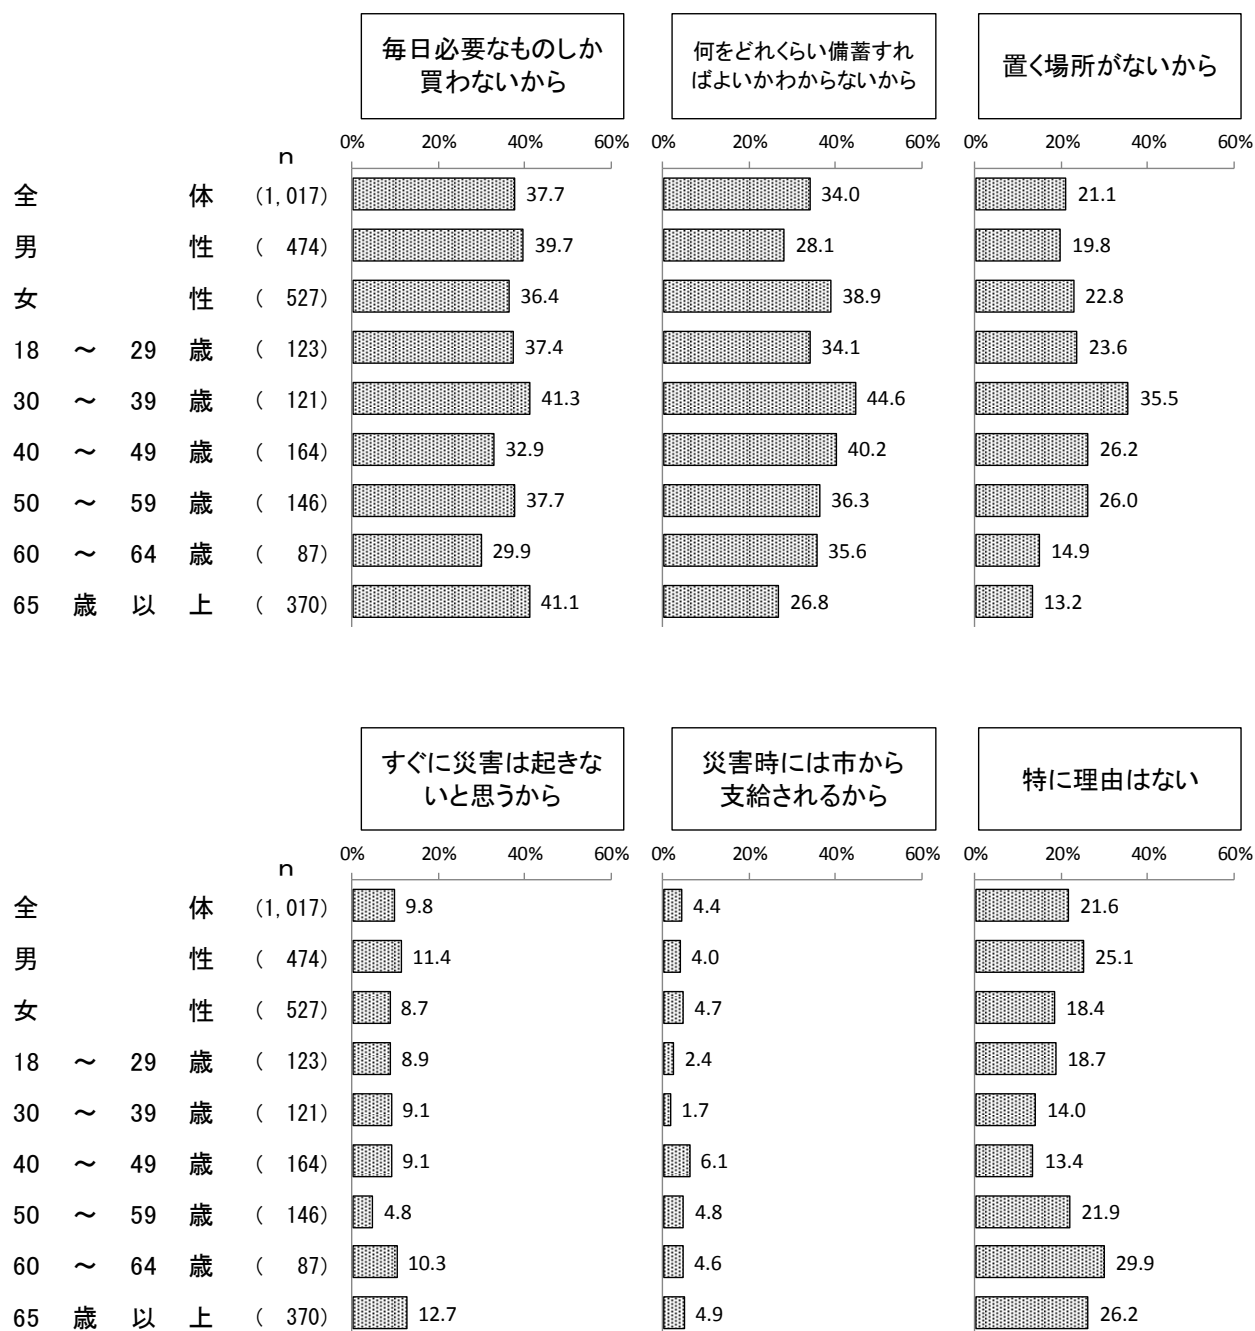 毎日必要なものしか
買わないから
何をどれくらい備蓄すれ
ばよいかわからないから
置く場所がないから
0% 20% 40% 60% 0% 20% 40% 60% 0% 20% 40% 60%
n
全体 (1,017) 37.7 34.0 21.1
男性 ( 474) 39.7 28.1 19.8
女性 ( 527) 36.4 38.9 22.8
18 ～ 29 歳 ( 123) 37.4 34.1 23.6
30 ～ 39 歳 ( 121) 41.3 44.6 35.5
40 ～ 49 歳 ( 164) 32.9 40.2 26.2
50 ～ 59 歳 ( 146) 37.7 36.3 26.0
60 ～ 64 歳 ( 87) 29.9 35.6 14.9
65 歳以上 ( 370) 41.1 26.8 13.2
すぐに災害は起きな
いと思うから
災害時には市から
支給されるから
特に理由はない
0% 20% 40% 60% 0% 20% 40% 60% 0% 20% 40% 60%
n
全体 (1,017) 9.8 4.4 21.6
男性 ( 474) 11.4 4.0 25.1
女性 ( 527) 8.7 4.7 18.4
18 ～ 29 歳 ( 123) 8.9 2.4 18.7
30 ～ 39 歳 ( 121) 9.1 1.7 14.0
40 ～ 49 歳 ( 164) 9.1 6.1 13.4
50 ～ 59 歳 ( 146) 4.8 4.8 21.9
60 ～ 64 歳 ( 87) 10.3 4.6 29.9
65 歳以上 ( 370) 12.7 4.9 26.2